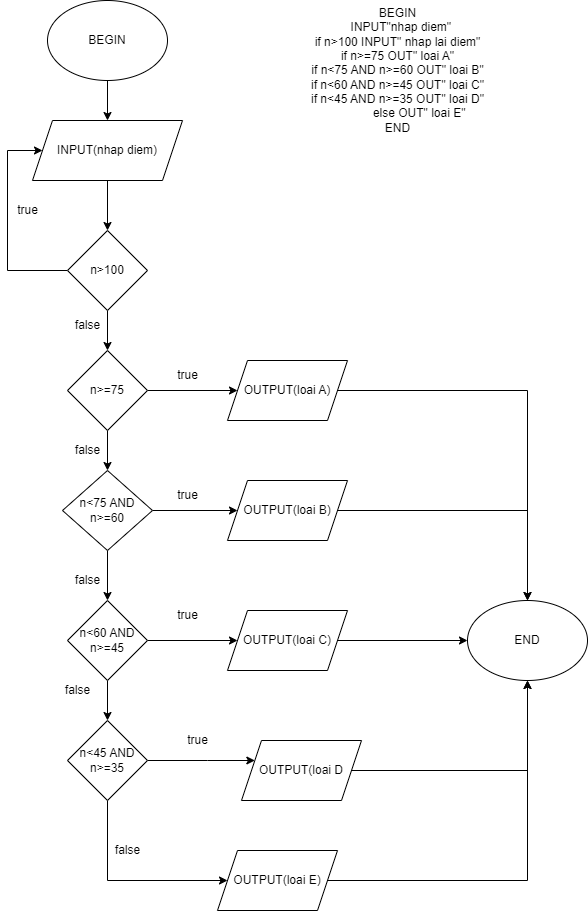 BEGIN
BEGIN
INPUT"nhap diem"
if n>100 INPUT" nhap lai diem"
if n>=75 OUT" loai A"
if n<75 AND n>=60 OUT" loai B"
if n<60 AND n>=45 OUT" loai C"
if n<45 AND n>=35 OUT" loai D"
else OUT" loai E"
END
INPUT(nhap diem)
true
n>100
false
n>=75
true
OUTPUT(loai A)
false
n<75 AND
n>=60
true
OUTPUT(loai B)
false
n<60 AND
n>=45
true
OUTPUT(loai C)
END
false
n<45 AND
n>=35
true
OUTPUT(loai D
false
OUTPUT(loai E)